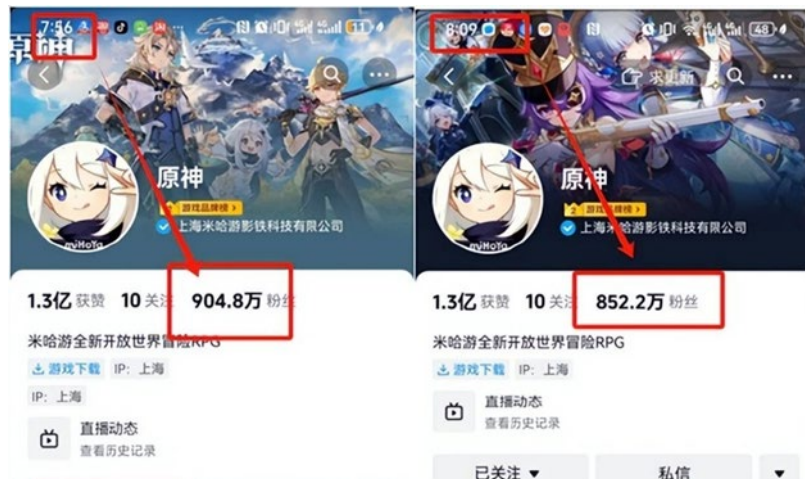 7:56
11
原神
原神
游戏品牌榜 >
上海米哈游影铁科技有限公司
miHoYo
1.3亿 获赞 10 关注 904.8万 粉丝
米哈游全新开放世界冒险RPG
游戏下载 IP: 上海
IP: 上海
直播动态
查看历史记录
8:09
48
求更新
原神
2 游戏品牌榜 >
上海米哈游影铁科技有限公司
miHoYo
1.3亿 获赞 10 关注 852.2万 粉丝
米哈游全新开放世界冒险RPG
游戏下载 IP: 上海
直播动态
查看历史记录
已关注 私信